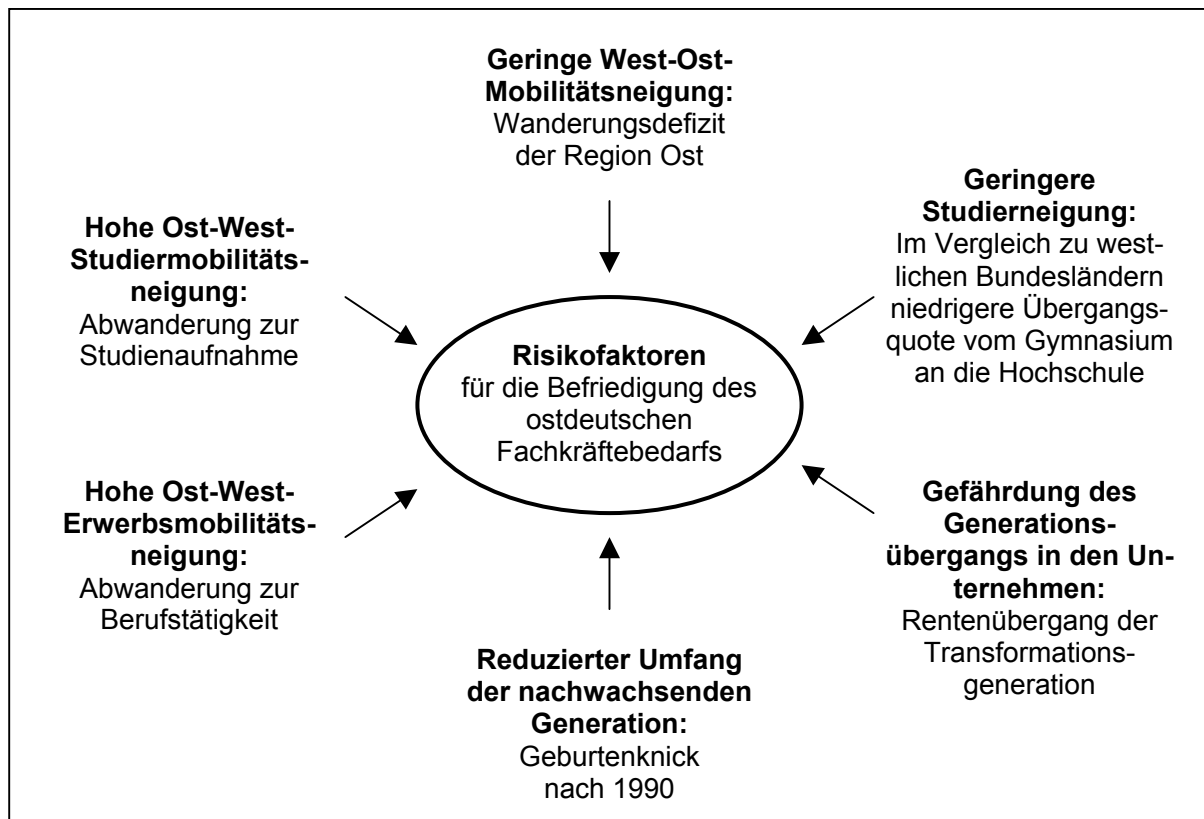 Geringe West-Ost-
Mobilitätsneigung:
Wanderungsdefizit
der Region Ost
Geringere
Studierneigung:
Im Vergleich zu west-
lichen Bundesländern
niedrigere Übergangs-
quote vom Gymnasium
an die Hochschule
Hohe Ost-West-
Studiermobilitäts-
neigung:
Abwanderung zur
Studienaufnahme
Risikofaktoren
für die Befriedigung des
ostdeutschen
Fachkräftebedarfs
Hohe Ost-West-
Erwerbsmobilitäts-
neigung:
Abwanderung zur
Berufstätigkeit
Gefährdung des
Generations-
übergangs in den Un-
ternehmen:
Rentenübergang der
Transformations-
generation
Reduzierter Umfang
der nachwachsenden
Generation:
Geburtenknick
nach 1990